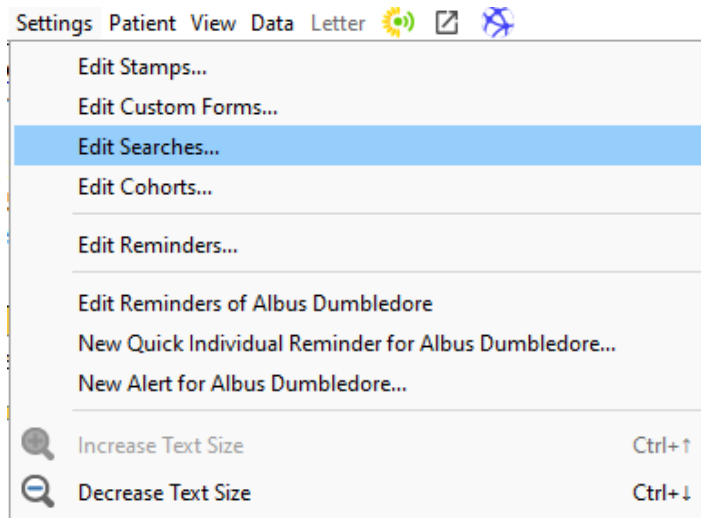 Settings Patient View Data Letter
Edit Stamps...
Edit Custom Forms...
Edit Searches...
Edit Cohorts...
Edit Reminders...
Edit Reminders of Albus Dumbledore
New Quick Individual Reminder for Albus Dumbledore...
New Alert for Albus Dumbledore...
Increase Text Size Ctrl+↑
Decrease Text Size Ctrl+↓